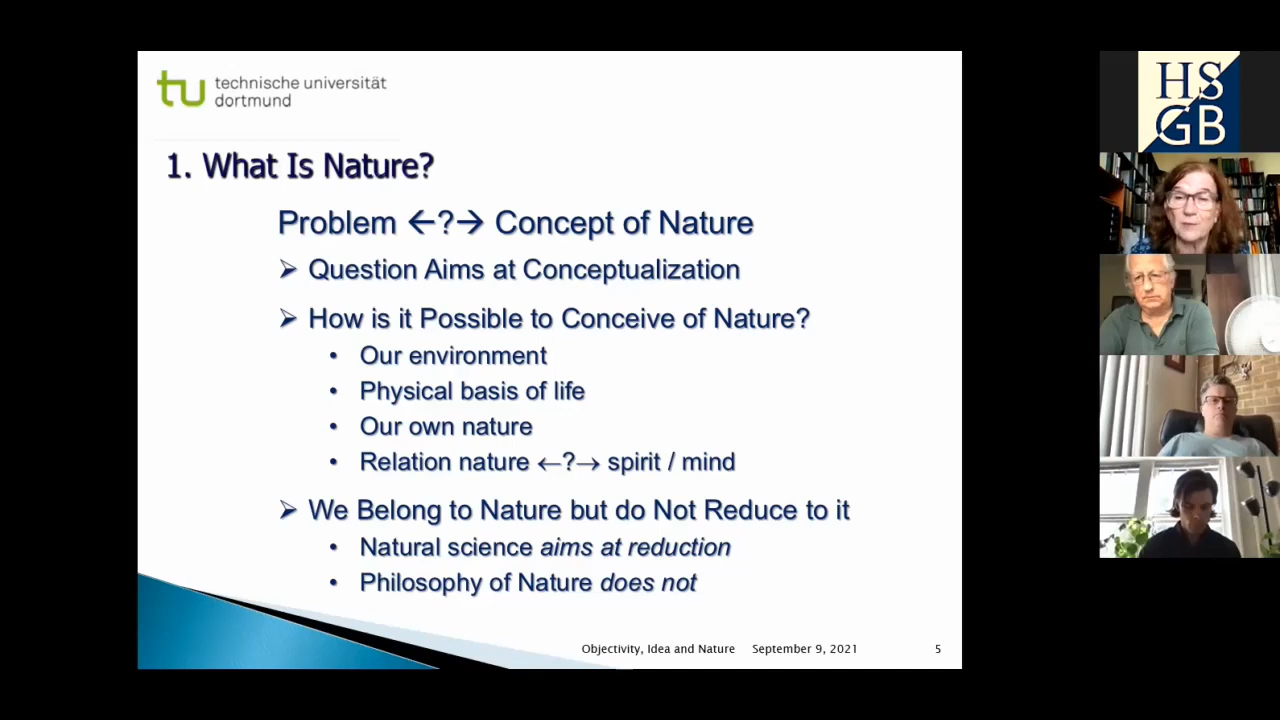 technische universität
dortmund
1. What Is Nature?
Problem ←?→ Concept of Nature
➢ Question Aims at Conceptualization
➢ How is it Possible to Conceive of Nature?
• Our environment
• Physical basis of life
• Our own nature
• Relation nature ←?→ spirit / mind
➢ We Belong to Nature but do Not Reduce to it
• Natural science aims at reduction
• Philosophy of Nature does not
Objectivity, Idea and Nature September 9, 2021 5
HS
GB